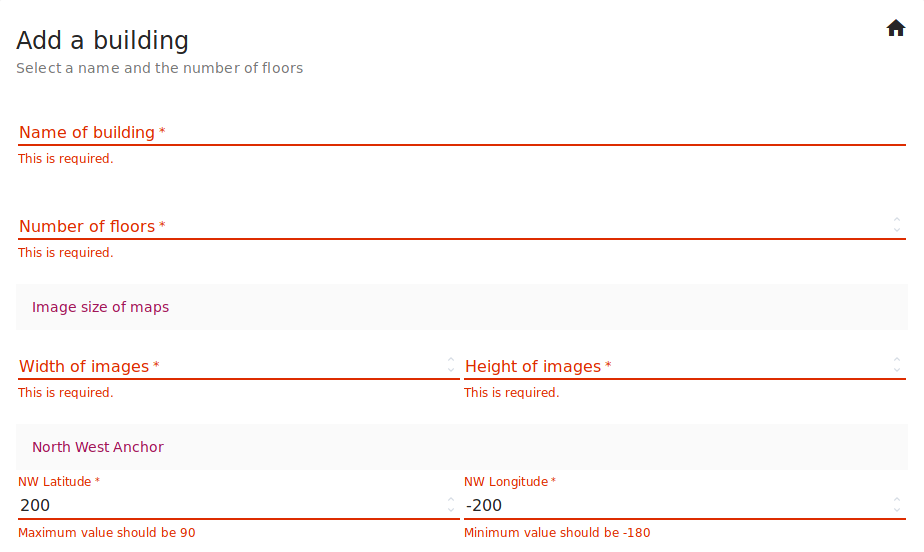 Add a building
Select a name and the number of floors
Name of building *
This is required.
Number of floors *
This is required.
Image size of maps
Width of images * Height of images *
This is required. This is required.
North West Anchor
NW Latitude * NW Longitude *
200 -200
Maximum value should be 90 Minimum value should be -180